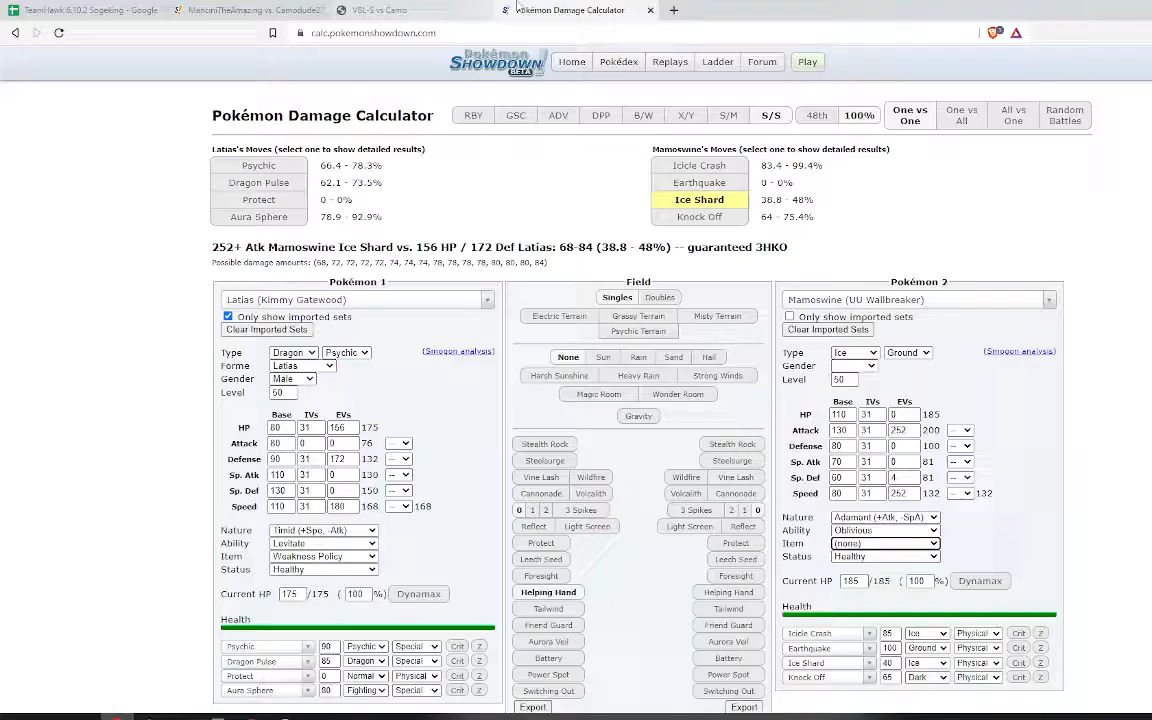 TeamHawk 6.10.2 Sogeking - Google
ManciniTheAmazing vs. Campdude27
VBL-S vs Camo
Pokémon Damage Calculator
calc.pokemonshowdown.com
Pokémon Showdown BETA
Home Pokédex Replays Ladder Forum Play
Pokémon Damage Calculator
RBY GSC ADV DPP B/W X/Y S/M S/S
48th 100%
One vs One
One vs All
All vs One
Random Battles
Latias's Moves (select one to show detailed results)
Psychic 66.4 - 78.3%
Dragon Pulse 62.1 - 73.5%
Protect 0 - 0%
Aura Sphere 78.9 - 92.9%
Mamoswine's Moves (select one to show detailed results)
Icicle Crash 83.4 - 99.4%
Earthquake 0 - 0%
Ice Shard 38.8 - 48%
Knock Off 64 - 75.4%
252+ Atk Mamoswine Ice Shard vs. 156 HP / 172 Def Latias: 68-84 (38.8 - 48%) -- guaranteed 3HKO
Possible damage amounts: (68, 72, 72, 72, 72, 74, 74, 74, 78, 78, 78, 78, 80, 80, 80, 84)
Pokémon 1
Latias (Kimmy Gatewood)
Only show imported sets
Clear Imported Sets
Type Dragon Psychic (Smogon analysis)
Forme Latias
Gender Male
Level 50
Base IVs EVs
HP 80 31 156 175
Attack 80 0 0 76 --
Defense 90 31 172 132 --
Sp. Atk 110 31 0 130 --
Sp. Def 130 31 0 150 --
Speed 110 31 180 168 -- 168
Nature Timid (+Spe, -Atk)
Ability Levitate
Item Weakness Policy
Status Healthy
Current HP 175 /175 ( 100 %) Dynamax
Health
Psychic 90 Psychic Special Crit Z
Dragon Pulse 85 Dragon Special Crit Z
Protect 0 Normal Physical Crit Z
Aura Sphere 80 Fighting Special Crit Z
Field
Singles Doubles
Electric Terrain Grassy Terrain Misty Terrain
Psychic Terrain
None Sun Rain Sand Hail
Harsh Sunshine Heavy Rain Strong Winds
Magic Room Wonder Room
Gravity
Stealth Rock Stealth Rock
Steelsurge Steelsurge
Vine Lash Wildfire Wildfire Vine Lash
Cannonade Volcalith Volcalith Cannonade
0 1 2 3 Spikes 3 Spikes 2 1 0
Reflect Light Screen Light Screen Reflect
Protect Protect
Leech Seed Leech Seed
Foresight Foresight
Helping Hand Helping Hand
Tailwind Tailwind
Friend Guard Friend Guard
Aurora Veil Aurora Veil
Battery Battery
Power Spot Power Spot
Switching Out Switching Out
Export Export
Pokémon 2
Mamoswine (UU Wallbreaker)
Only show imported sets
Clear Imported Sets
Type Ice Ground (Smogon analysis)
Gender
Level 50
Base IVs EVs
HP 110 31 0 185
Attack 130 31 252 200 --
Defense 80 31 0 100 --
Sp. Atk 70 31 0 81 --
Sp. Def 60 31 4 81 --
Speed 80 31 252 132 -- 132
Nature Adamant (+Atk, -SpA)
Ability Oblivious
Item (none)
Status Healthy
Current HP 185 /185 ( 100 %) Dynamax
Health
Icicle Crash 85 Ice Physical Crit Z
Earthquake 100 Ground Physical Crit Z
Ice Shard 40 Ice Physical Crit Z
Knock Off 65 Dark Physical Crit Z